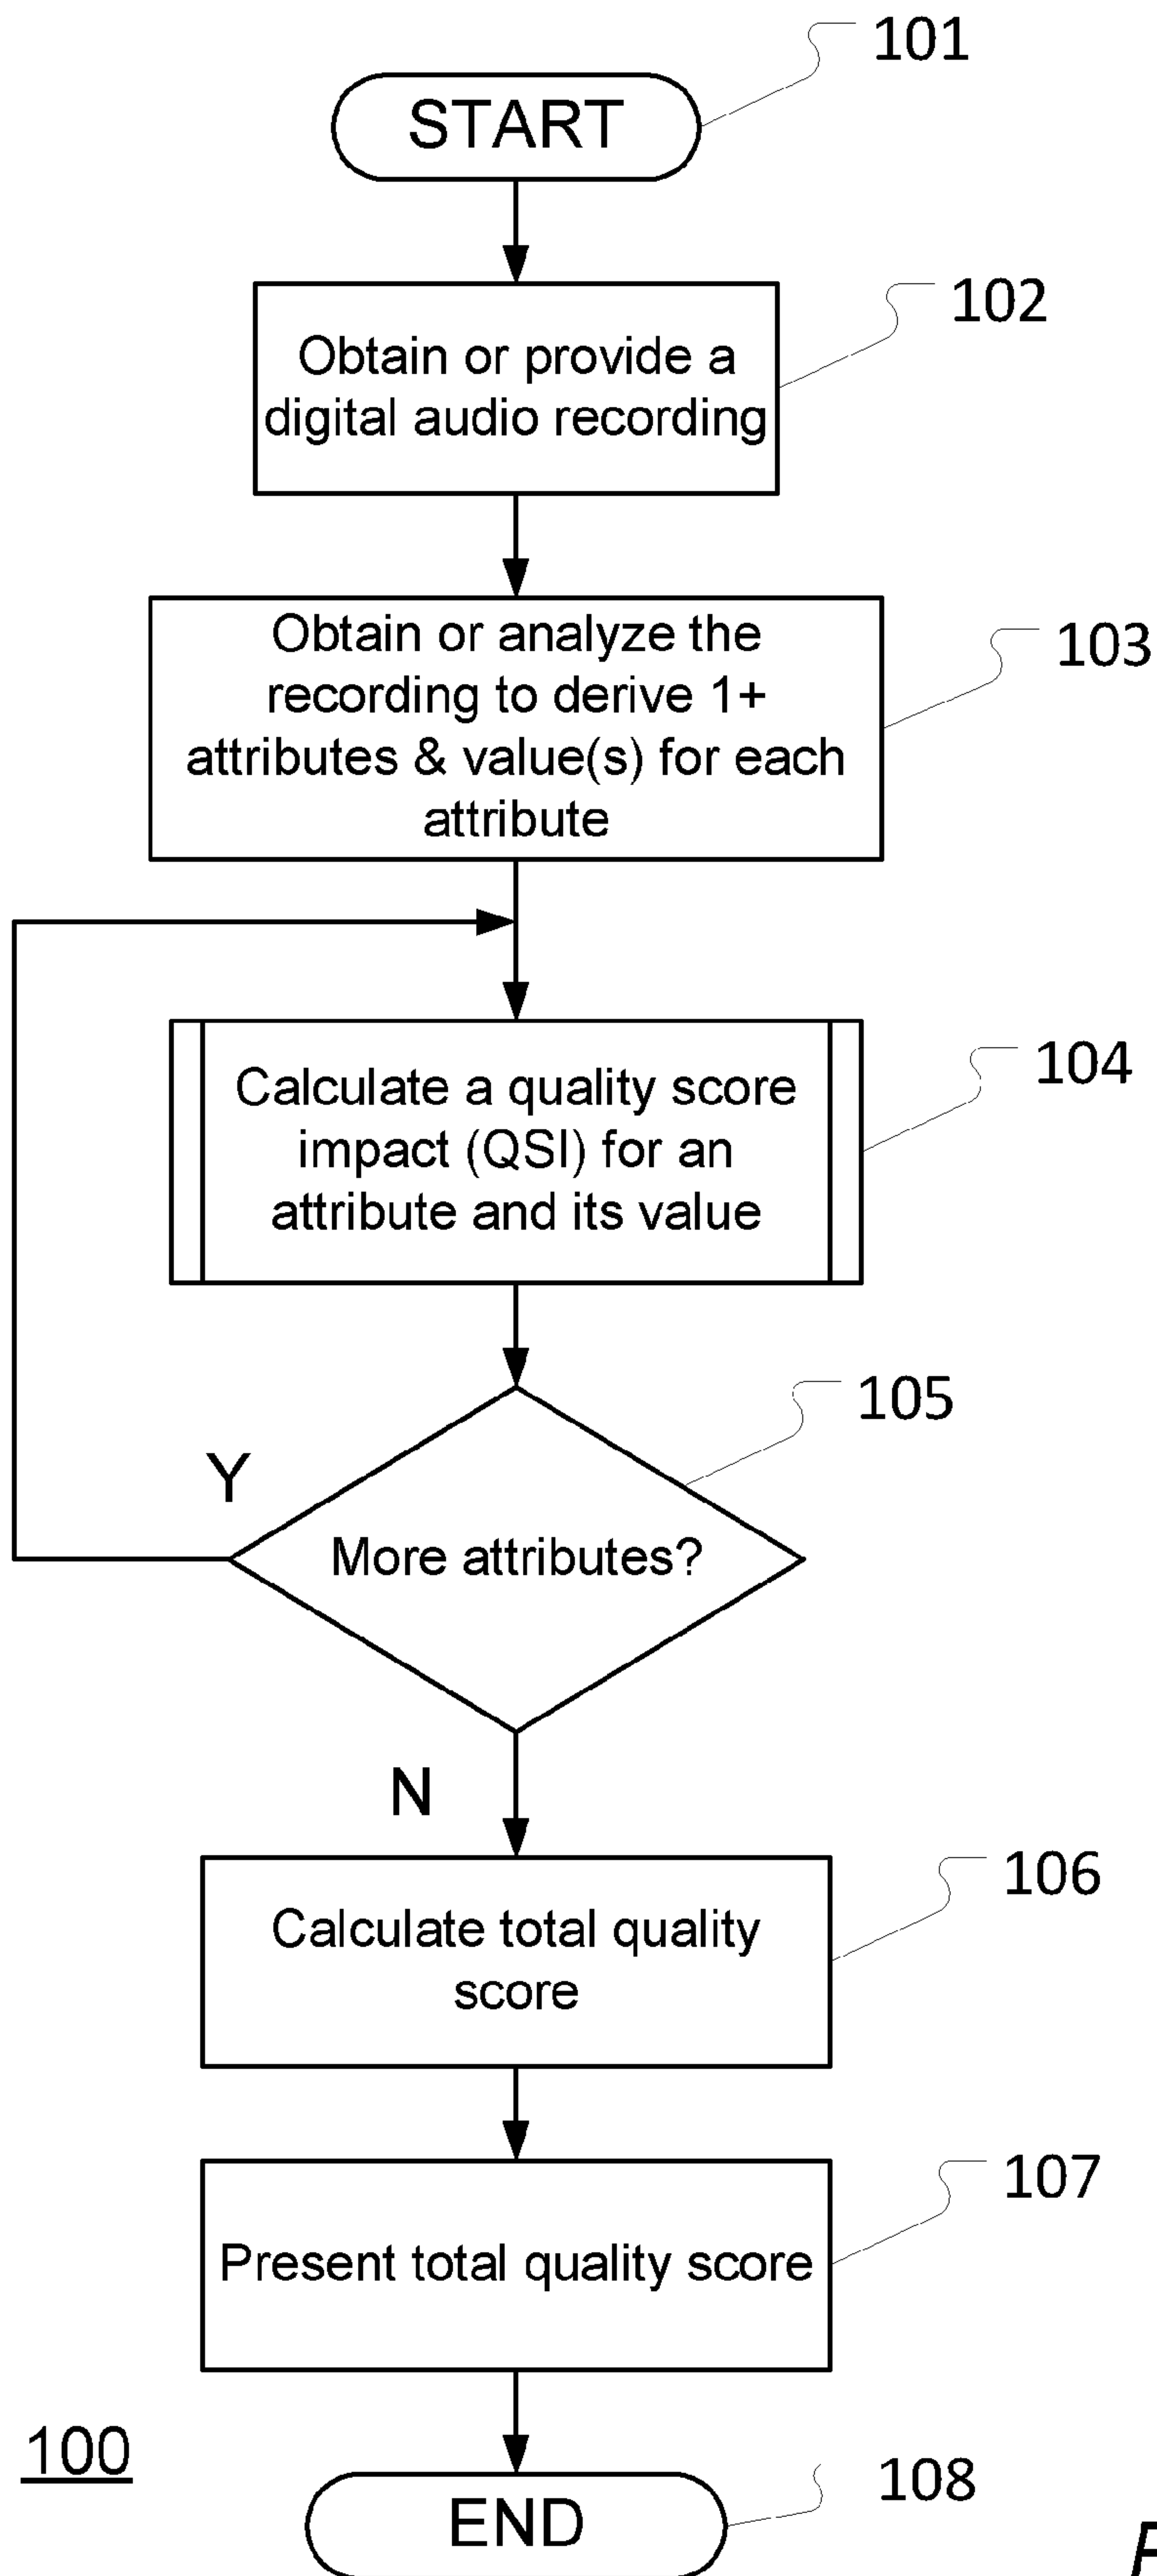 101
START
102
Obtain or provide a
digital audio recording
103
Obtain or analyze the
recording to derive 1+
attributes & value(s) for each
attribute
104
Calculate a quality score
impact (QSI) for an
attribute and its value
105
Y
More attributes?
N
106
Calculate total quality
score
107
Present total quality score
100
108
END